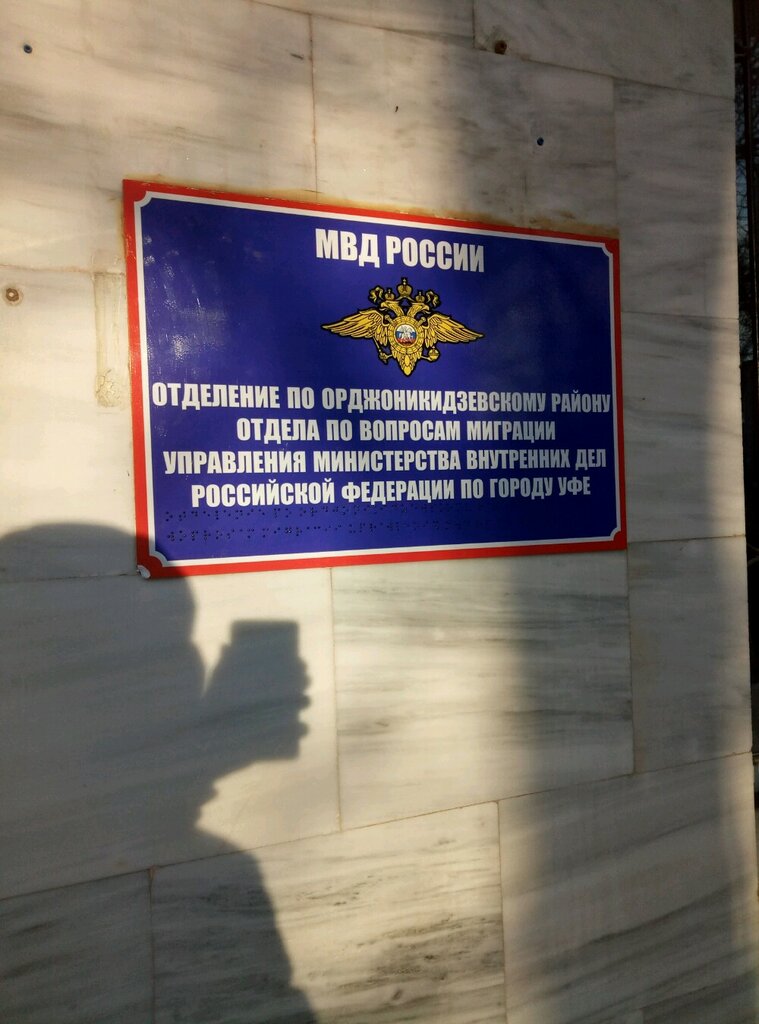 МВД РОССИИ
ОТДЕЛЕНИЕ ПО ОРДЖОНИКИДЗЕВСКОМУ РАЙОНУ
ОТДЕЛА ПО ВОПРОСАМ МИГРАЦИИ
УПРАВЛЕНИЯ МИНИСТЕРСТВА ВНУТРЕННИХ ДЕЛ
РОССИЙСКОЙ ФЕДЕРАЦИИ ПО ГОРОДУ УФЕ